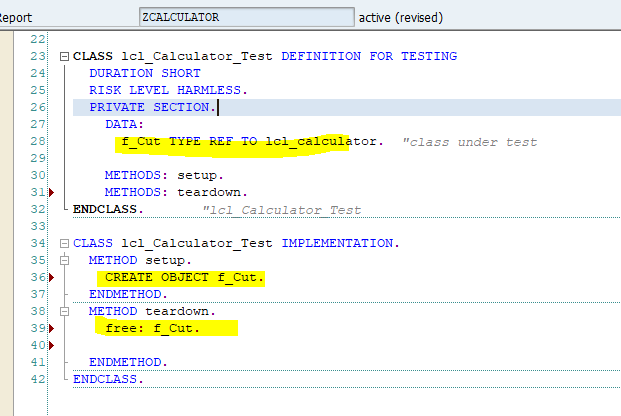 Report ZCALCULATOR active (revised)
22
23 CLASS lcl_Calculator_Test DEFINITION FOR TESTING
24 DURATION SHORT
25 RISK LEVEL HARMLESS.
26 PRIVATE SECTION.
27 DATA:
28 f_Cut TYPE REF TO lcl_calculator. "class under test
29
30 METHODS: setup.
31 METHODS: teardown.
32 ENDCLASS. "lcl_Calculator_Test
33
34 CLASS lcl_Calculator_Test IMPLEMENTATION.
35 METHOD setup.
36 CREATE OBJECT f_Cut.
37 ENDMETHOD.
38 METHOD teardown.
39 free: f_Cut.
40
41 ENDMETHOD.
42 ENDCLASS.